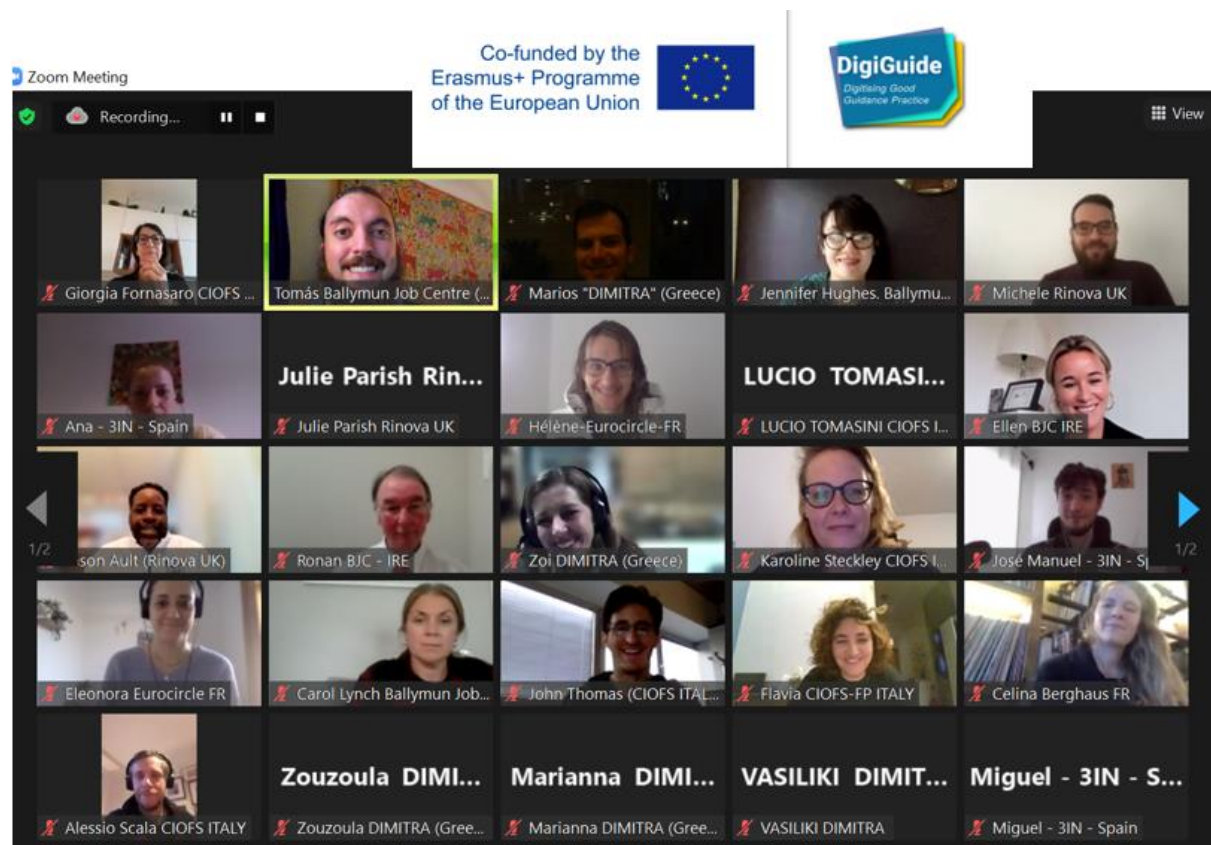 Co-funded by the
Erasmus+ Programme
of the European Union
DigiGuide
Digitising Good
Guidance Practice
Zoom Meeting
Recording...
View
Giorgia Fornasaro CIOFS ...
Tomás Ballymun Job Centre (...
Marios "DIMITRA" (Greece)
Jennifer Hughes. Ballymu...
Michele Rinova UK
Ana - 3IN - Spain
Julie Parish Rin...
Julie Parish Rinova UK
Hélène-Eurocircle-FR
LUCIO TOMASI...
LUCIO TOMASINI CIOFS I...
Ellen BJC IRE
1/2
son Ault (Rinova UK)
Ronan BJC - IRE
Zoi DIMITRA (Greece)
Karoline Steckley CIOFS I...
José Manuel - 3IN - S
1/2
Eleonora Eurocircle FR
Carol Lynch Ballymun Job...
John Thomas (CIOFS ITAL...
Flavia CIOFS-FP ITALY
Celina Berghaus FR
Alessio Scala CIOFS ITALY
Zouzoula DIMI...
Zouzoula DIMITRA (Gree...
Marianna DIMI...
Marianna DIMITRA (Gree...
VASILIKI DIMIT...
VASILIKI DIMITRA
Miguel - 3IN - S...
Miguel - 3IN - Spain